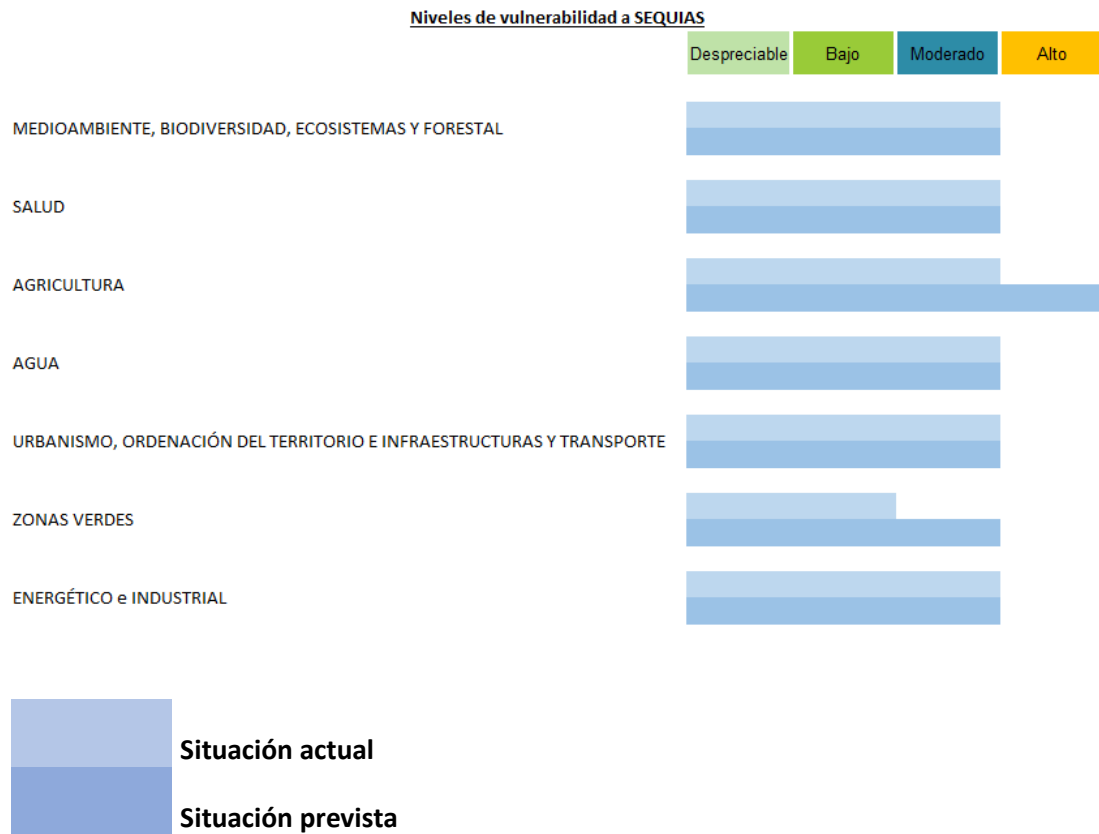 Niveles de vulnerabilidad a SEQUIAS
Despreciable Bajo Moderado Alto
MEDIOAMBIENTE, BIODIVERSIDAD, ECOSISTEMAS Y FORESTAL
SALUD
AGRICULTURA
AGUA
URBANISMO, ORDENACIÓN DEL TERRITORIO E INFRAESTRUCTURAS Y TRANSPORTE
ZONAS VERDES
ENERGÉTICO e INDUSTRIAL
Situación actual
Situación prevista